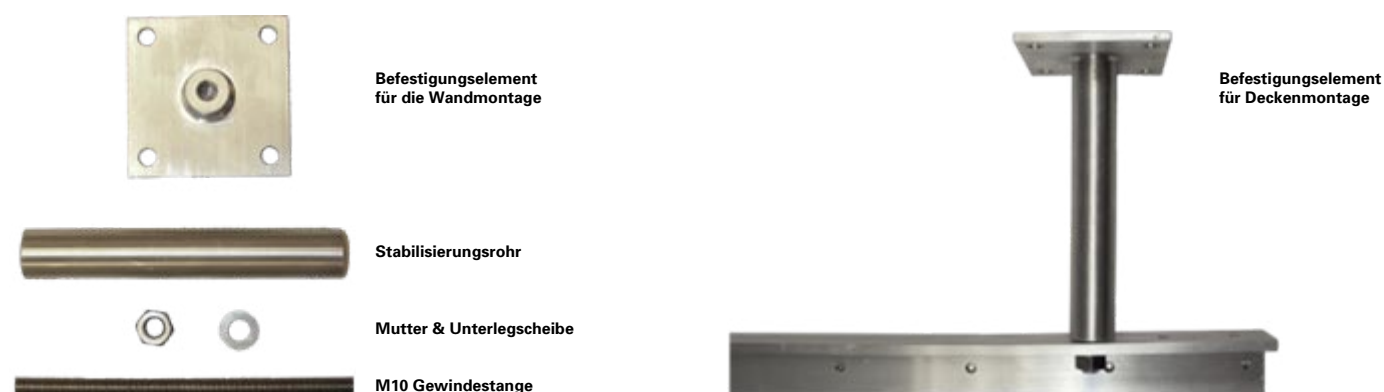 Befestigungselement
für die Wandmontage
Stabilisierungsrohr
Mutter & Unterlegscheibe
M10 Gewindestange
Befestigungselement
für Deckenmontage